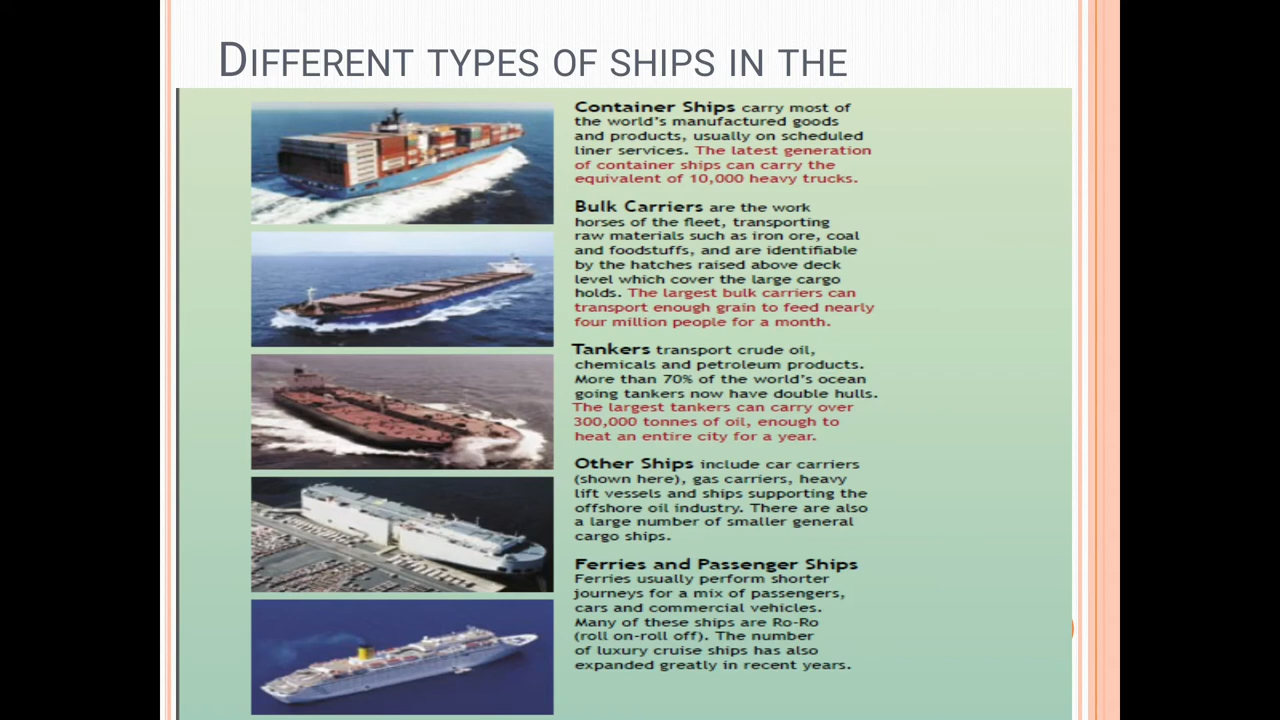 DIFFERENT TYPES OF SHIPS IN THE
Container Ships carry most of
the world's manufactured goods
and products, usually on scheduled
liner services. The latest generation
of container ships can carry the
equivalent of 10,000 heavy trucks.
Bulk Carriers are the work
horses of the fleet, transporting
raw materials such as iron ore, coal
and foodstuffs, and are identifiable
by the hatches raised above deck
level which cover the large cargo
holds. The largest bulk carriers can
transport enough grain to feed nearly
four million people for a month.
Tankers transport crude oil,
chemicals and petroleum products.
More than 70% of the world's ocean
going tankers now have double hulls.
The largest tankers can carry over
300,000 tonnes of oil, enough to
heat an entire city for a year.
Other Ships include car carriers
(shown here), gas carriers, heavy
lift vessels and ships supporting the
offshore oil industry. There are also
a large number of smaller general
cargo ships.
Ferries and Passenger Ships
Ferries usually perform shorter
journeys for a mix of passengers,
cars and commercial vehicles.
Many of these ships are Ro-Ro
(roll on-roll off). The number
of luxury cruise ships has also
expanded greatly in recent years.